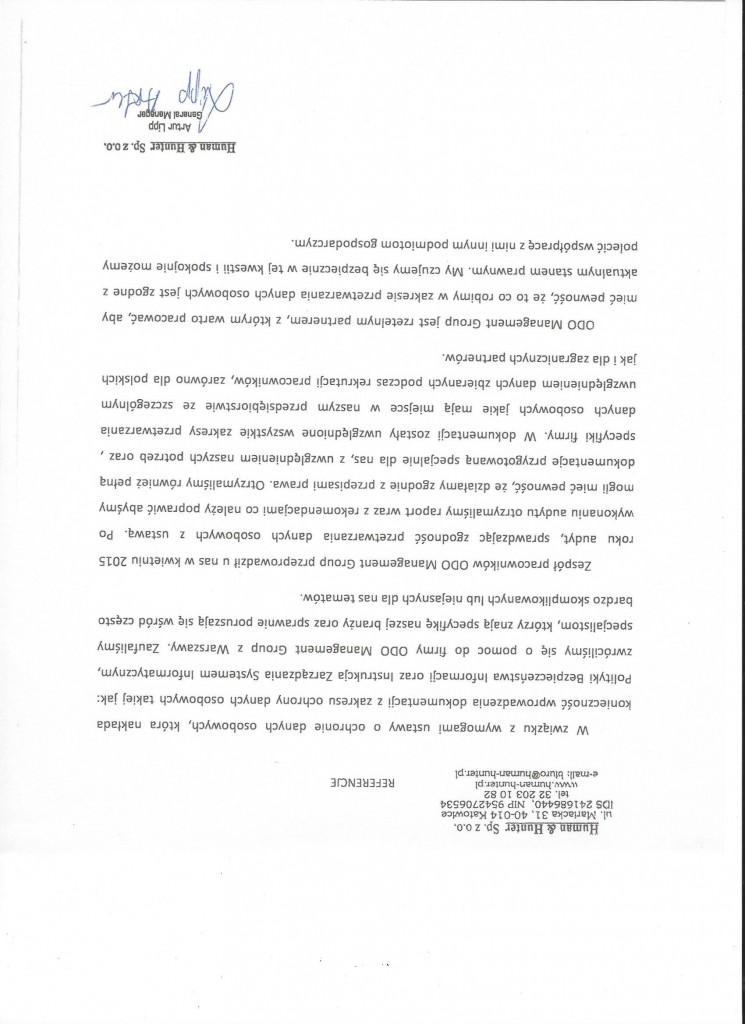 Human & Hunter Sp. z o.o.
ul. Mariacka 31, 40-014 Katowice
IDS 241686440, NIP 9542706534
tel. 32 203 10 82
www.human-hunter.pl
e-mail: biuro@human-hunter.pl
REFERENCJE
W związku z wymogami ustawy o ochronie danych osobowych, która nakłada
konieczność wprowadzenia dokumentacji z zakresu ochrony danych osobowych takiej jak:
Polityki Bezpieczeństwa Informacji oraz Instrukcja Zarządzania Systemem Informatycznym,
zwróciliśmy się o pomoc do firmy ODO Management Group z Warszawy. Zaufaliśmy
specjalistom, którzy znają specyfikę naszej branży oraz sprawnie poruszają się wśród często
bardzo skomplikowanych lub niejasnych dla nas tematów.
Zespół pracowników ODO Management Group przeprowadził u nas w kwietniu 2015
roku audyt, sprawdzając zgodność przetwarzania danych osobowych z ustawą. Po
wykonaniu audytu otrzymaliśmy raport wraz z rekomendacjami co należy poprawić abyśmy
mogli mieć pewność, że działamy zgodnie z przepisami prawa. Otrzymaliśmy również pełną
dokumentacje przygotowaną specjalnie dla nas, z uwzględnieniem naszych potrzeb oraz ,
specyfiki firmy. W dokumentacji zostały uwzględnione wszystkie zakresy przetwarzania
danych osobowych jakie mają miejsce w naszym przedsiębiorstwie ze szczególnym
uwzględnieniem danych zbieranych podczas rekrutacji pracowników, zarówno dla polskich
jak i dla zagranicznych partnerów.
ODO Management Group jest rzetelnym partnerem, z którym warto pracować, aby
mieć pewność, że to co robimy w zakresie przetwarzania danych osobowych jest zgodne z
aktualnym stanem prawnym. My czujemy się bezpiecznie w tej kwestii i spokojnie możemy
polecić współpracę z nimi innym podmiotom gospodarczym.
Human & Hunter Sp. z o.o.
Artur Lipp
General Manager
Lipp Artur